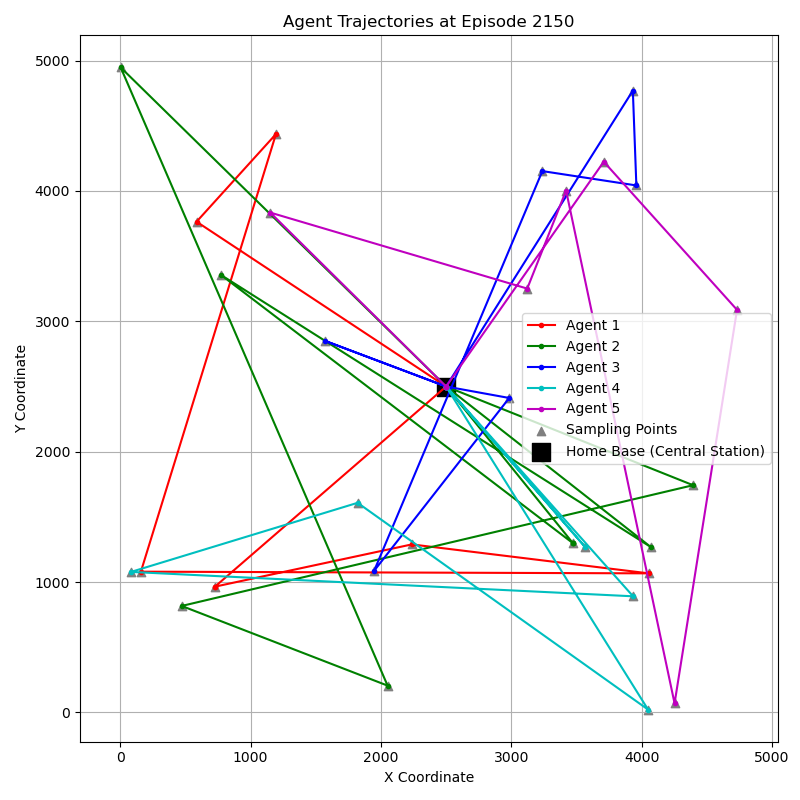 Agent Trajectories at Episode 2150
Y Coordinate
5000
4000
3000
2000
1000
0
Agent 1
Agent 2
Agent 3
Agent 4
Agent 5
Sampling Points
Home Base (Central Station)
0 1000 2000 3000 4000 5000
X Coordinate